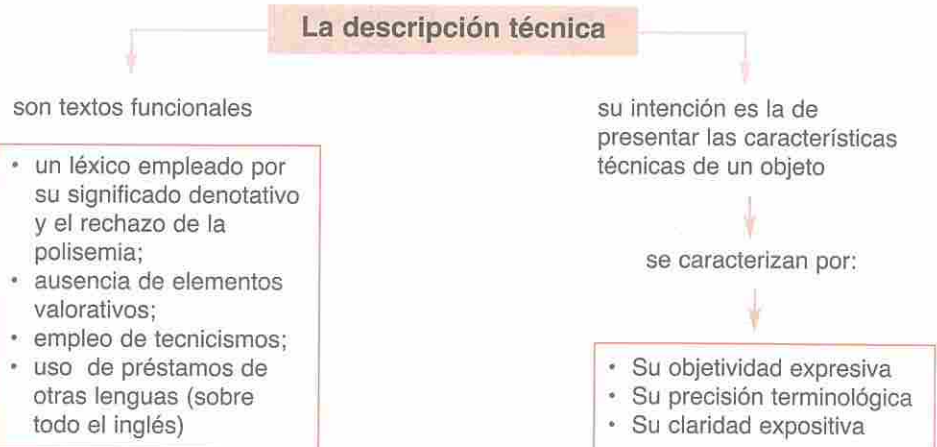 La descripción técnica
son textos funcionales
• un léxico empleado por
su significado denotativo
y el rechazo de la
polisemia;
• ausencia de elementos
valorativos;
• empleo de tecnicismos;
• uso de préstamos de
otras lenguas (sobre
todo el inglés)
su intención es la de
presentar las características
técnicas de un objeto
se caracterizan por:
• Su objetividad expresiva
• Su precisión terminológica
• Su claridad expositiva